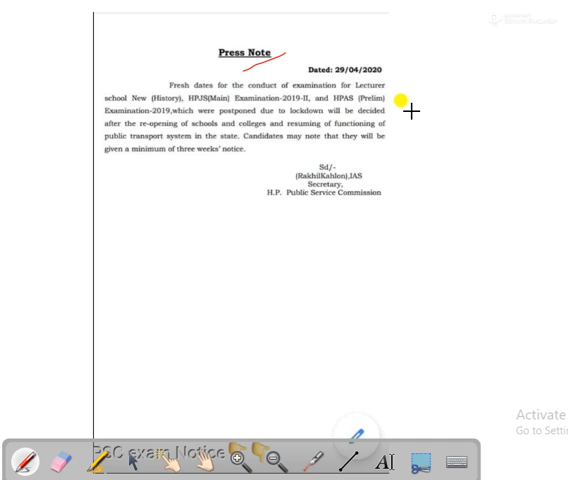 Press Note
Dated: 29/04/2020
Fresh dates for the conduct of examination for Lecturer
school New (History), HPJS(Main) Examination-2019-II, and HPAS (Prelim)
Examination-2019,which were postponed due to lockdown will be decided
after the re-opening of schools and colleges and resuming of functioning of
public transport system in the state. Candidates may note that they will be
given a minimum of three weeks' notice.
Sd/-
(RakhilKahlon),IAS
Secretary,
H.P. Public Service Commission
Activate
Go to Setti
PSC exam Notice
AI